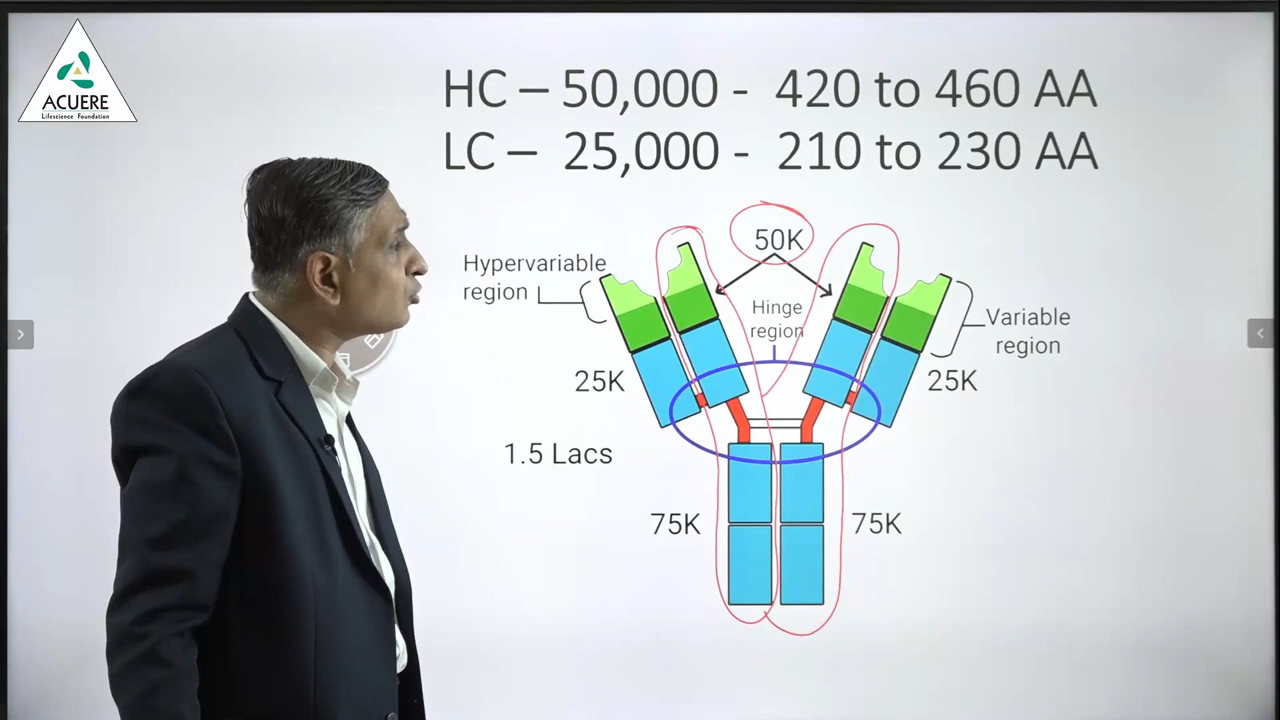 ACUERE
Lifescience Foundation
HC – 50,000 - 420 to 460 AA
LC – 25,000 - 210 to 230 AA
50K
Hypervariable
region
Hinge
region
Variable
region
25K
25K
1.5 Lacs
75K
75K